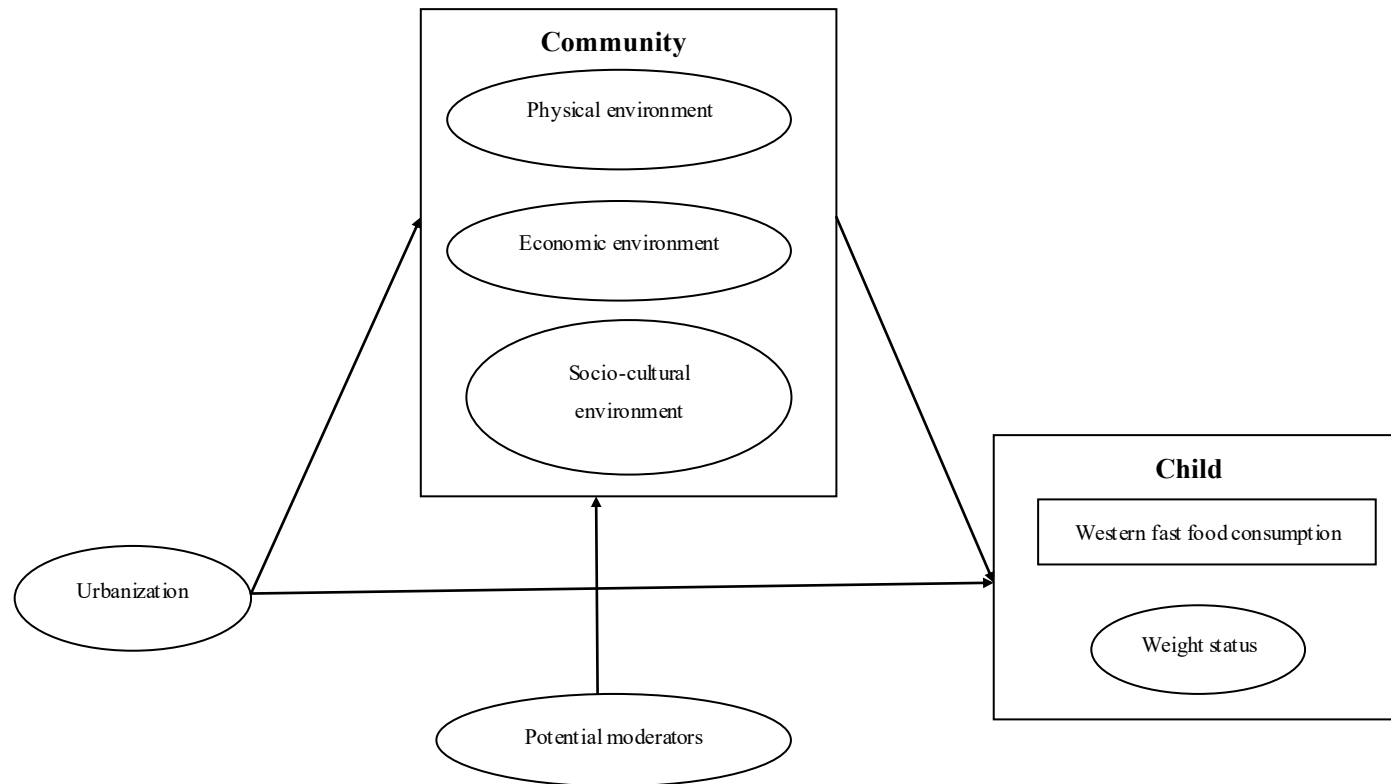 Community
Physical environment
Economic environment
Socio-cultural
environment
Child
Western fast food consumption
Urbanization
Weight status
Potential moderators